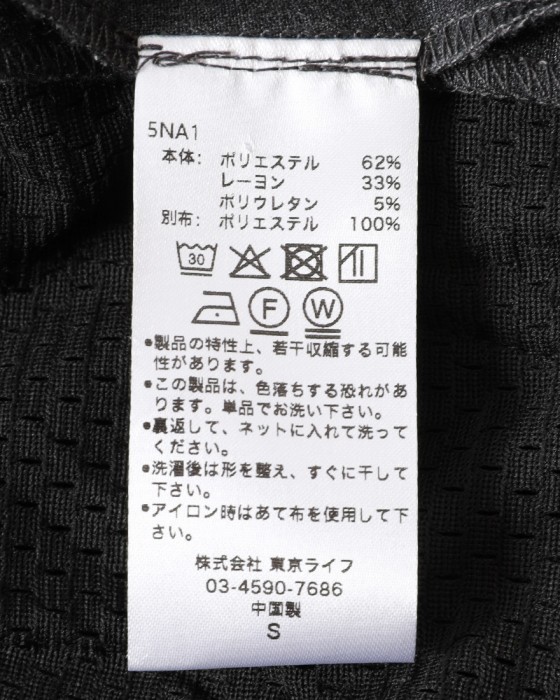 5NA1
本体: ポリエステル 62%
レーヨン 33%
ポリウレタン 5%
別布: ポリエステル 100%
30
F W
●製品の特性上、若干収縮する可能
性があります。
●この製品は、色落ちする恐れがあ
ります。単品でお洗い下さい。
●裏返して、ネットに入れて洗って
ください。
●洗濯後は形を整え、すぐに干して
下さい。
●アイロン時はあて布を使用して下
さい。
株式会社 東京ライフ
03-4590-7686
中国製
S